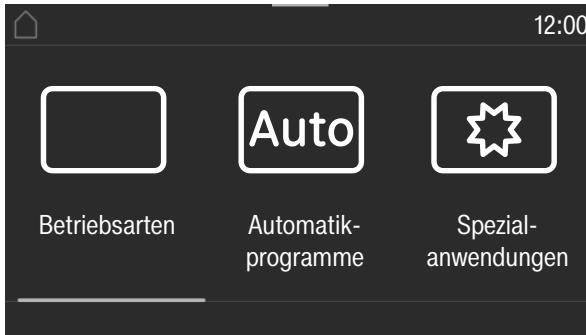 12:00
Auto
Betriebsarten
Automatik-
programme
Spezial-
anwendungen